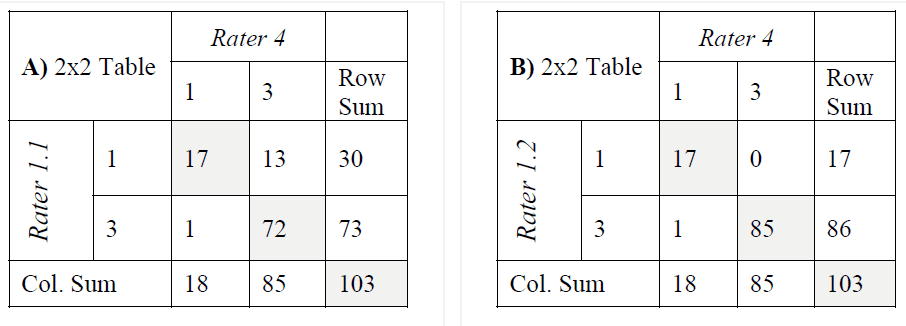 A) 2x2 Table
Rater 4
1 3 Row Sum
Rater 1.1
1 17 13 30
3 1 72 73
Col. Sum 18 85 103
B) 2x2 Table
Rater 4
1 3 Row Sum
Rater 1.2
1 17 0 17
3 1 85 86
Col. Sum 18 85 103